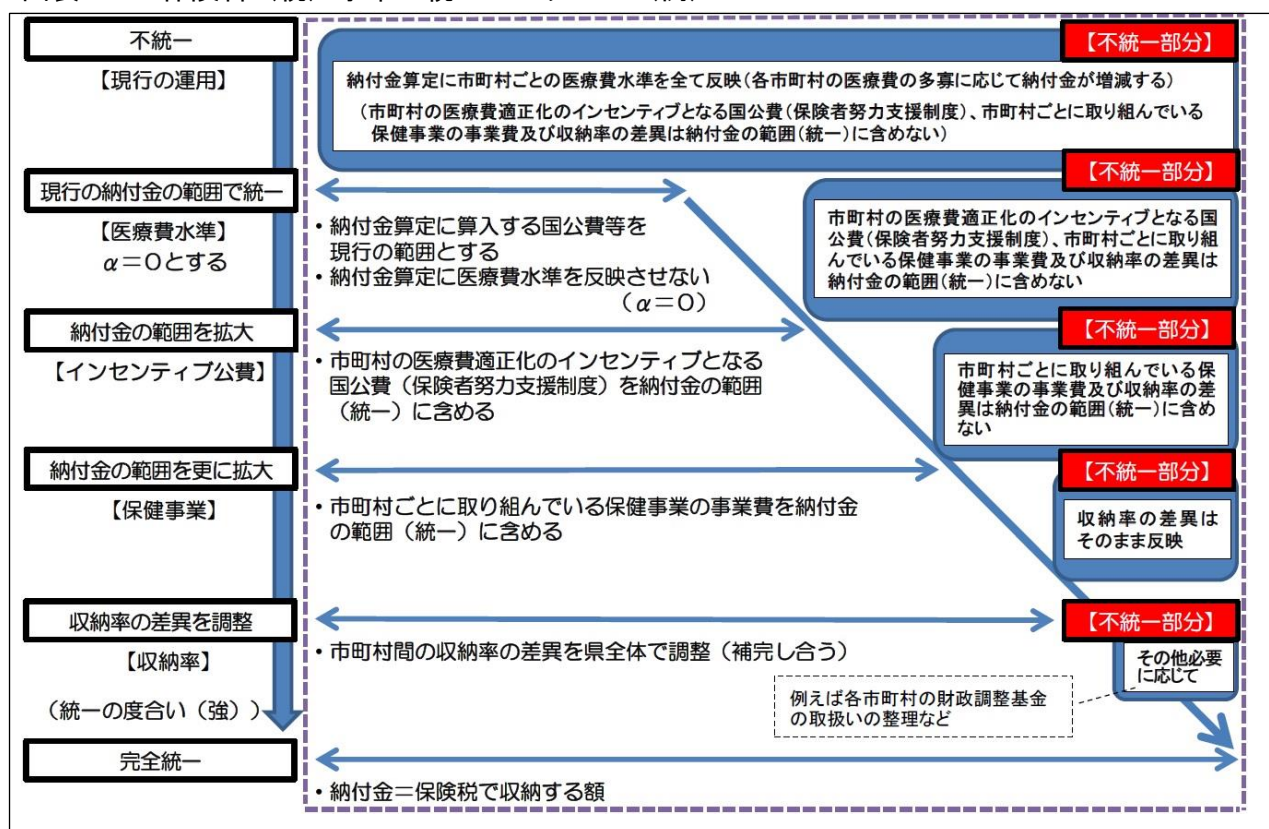 不統一
【不統一部分】
【現行の運用】
納付金算定に市町村ごとの医療費水準を全て反映(各市町村の医療費の多寡に応じて納付金が増減する)
(市町村の医療費適正化のインセンティブとなる国公費(保険者努力支援制度)、市町村ごとに取り組んでいる
保健事業の事業費及び収納率の差異は納付金の範囲(統一)に含めない)
現行の納付金の範囲で統一
【医療費水準】
α=0とする
・納付金算定に算入する国公費等を
現行の範囲とする
・納付金算定に医療費水準を反映させない
(α=0)
【不統一部分】
市町村の医療費適正化のインセンティブとなる国
公費(保険者努力支援制度)、市町村ごとに取り組
んでいる保健事業の事業費及び収納率の差異は
納付金の範囲(統一)に含めない
納付金の範囲を拡大
【インセンティブ公費】
・市町村の医療費適正化のインセンティブとなる
国公費(保険者努力支援制度)を納付金の範囲
(統一)に含める
【不統一部分】
市町村ごとに取り組んでいる保
健事業の事業費及び収納率の差
異は納付金の範囲(統一)に含め
ない
納付金の範囲を更に拡大
【保健事業】
・市町村ごとに取り組んでいる保健事業の事業費を納付金
の範囲(統一)に含める
【不統一部分】
収納率の差異は
そのまま反映
収納率の差異を調整
【収納率】
・市町村間の収納率の差異を県全体で調整(補完し合う)
【不統一部分】
その他必要
に応じて
例えば各市町村の財政調整基金
の取扱いの整理など
(統一の度合い(強))
完全統一
・納付金=保険税で収納する額